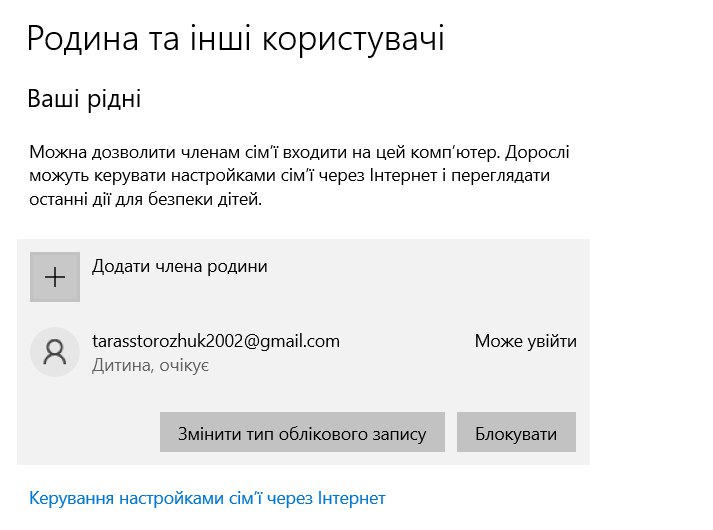 Родина та інші користувачі
Ваші рідні
Можна дозволити членам сім’ї входити на цей комп’ютер. Дорослі
можуть керувати настройками сім’ї через Інтернет і переглядати
останні дії для безпеки дітей.
Додати члена родини
tarasstorozhuk2002@gmail.com Може увійти
Дитина, очікує
Змінити тип облікового запису Блокувати
Керування настройками сім’ї через Інтернет